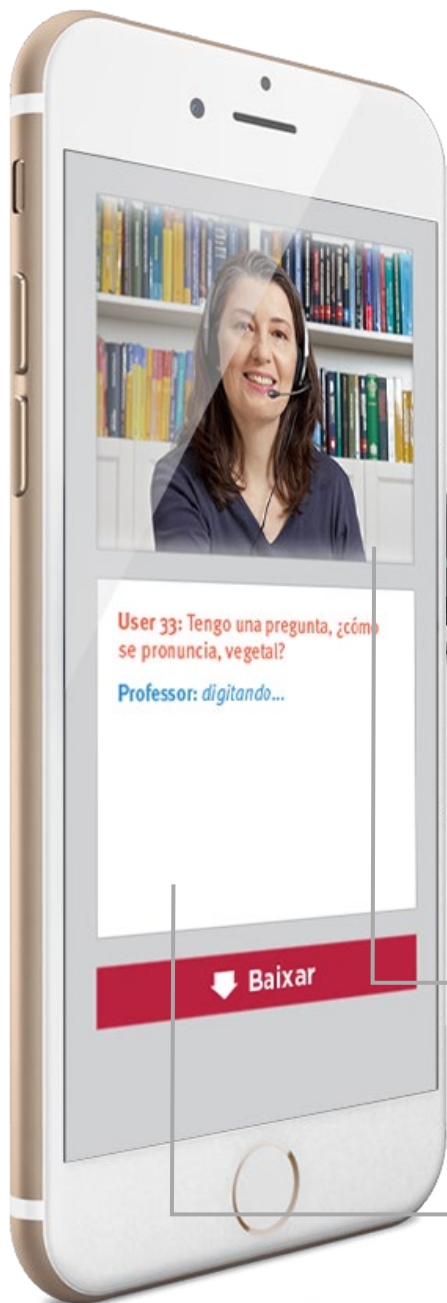 User 33: Tengo una pregunta, ¿cómo
se pronuncia, vegetal?
Professor: digitando...
Baixar